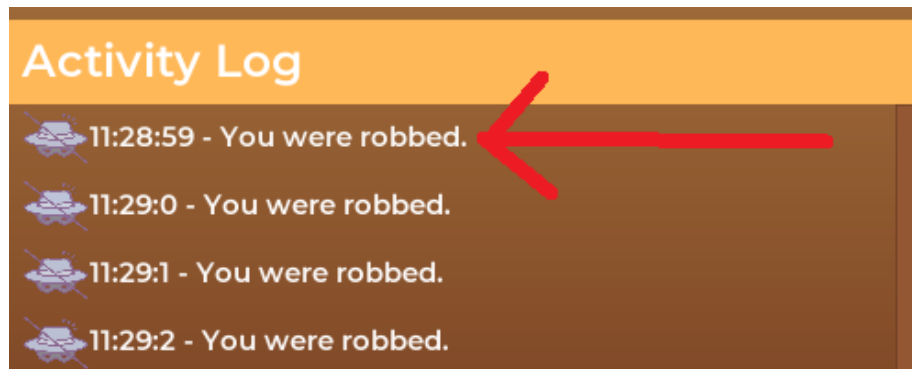 Activity Log
11:28:59 - You were robbed.
11:29:0 - You were robbed.
11:29:1 - You were robbed.
11:29:2 - You were robbed.